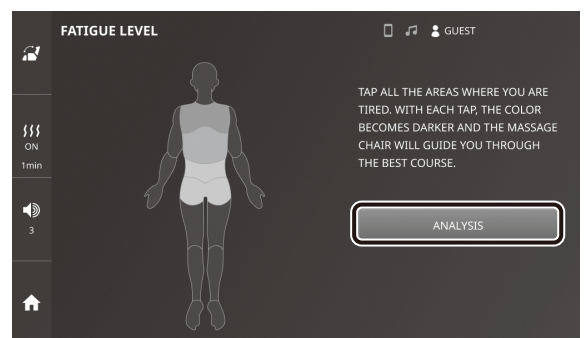 FATIGUE LEVEL
GUEST
ON
1min
3
TAP ALL THE AREAS WHERE YOU ARE
TIRED. WITH EACH TAP, THE COLOR
BECOMES DARKER AND THE MASSAGE
CHAIR WILL GUIDE YOU THROUGH
THE BEST COURSE.
ANALYSIS